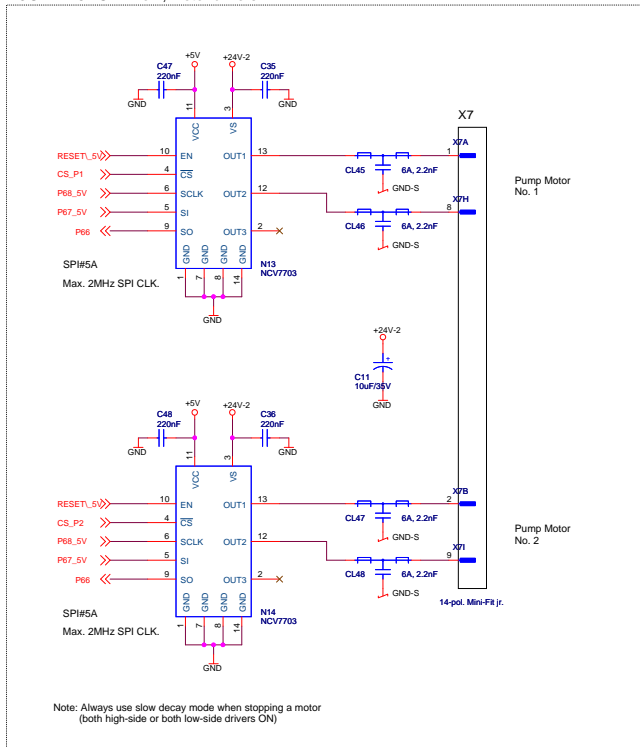 +5V
+24V-2
C47
220nF
C35
220nF
GND
GND
11
3
VCC
VS
X7
RESET\_5V
10
EN
OUT1
13
CS_P1
4
CS
P68_5V
6
SCLK
OUT2
12
P67_5V
5
SI
P66
9
SO
OUT3
2
GND
GND
GND
GND
1
7
8
14
GND
N13
NCV7703
SPI#5A
Max. 2MHz SPI CLK.
CL45
6A, 2.2nF
GND-S
1
X7A
CL46
6A, 2.2nF
GND-S
8
X7H
Pump Motor
No. 1
+24V-2
+
C11
10uF/35V
GND
+5V
+24V-2
C48
220nF
C36
220nF
GND
GND
11
3
VCC
VS
RESET\_5V
10
EN
OUT1
13
CS_P2
4
CS
P68_5V
6
SCLK
OUT2
12
P67_5V
5
SI
P66
9
SO
OUT3
2
GND
GND
GND
GND
1
7
8
14
GND
N14
NCV7703
SPI#5A
Max. 2MHz SPI CLK.
CL47
6A, 2.2nF
GND-S
2
X7B
CL48
6A, 2.2nF
GND-S
9
X7I
Pump Motor
No. 2
14-pol. Mini-Fit jr.
Note: Always use slow decay mode when stopping a motor
(both high-side or both low-side drivers ON)